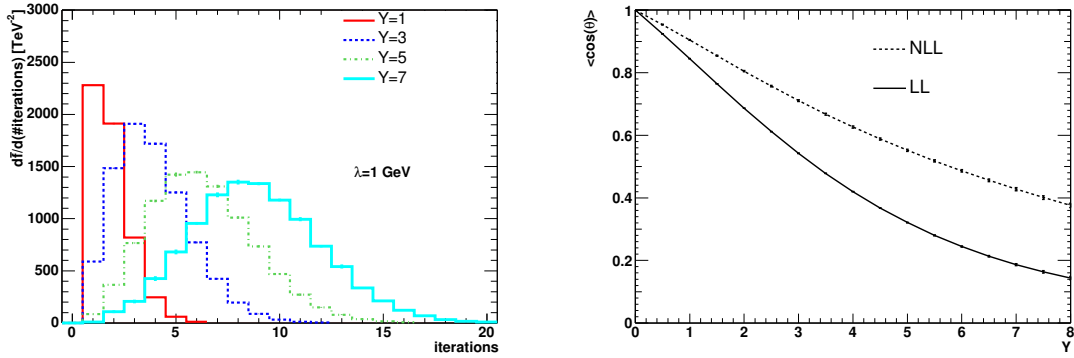 df̄/d(#iterations) [TeV⁻²]
3000
2500
2000
1500
1000
500
0
Y=1
Y=3
Y=5
Y=7
λ=1 GeV
0 5 10 15 20
iterations
<cos(θ)>
1
0.8
0.6
0.4
0.2
0
NLL
LL
0 1 2 3 4 5 6 7 8
Y